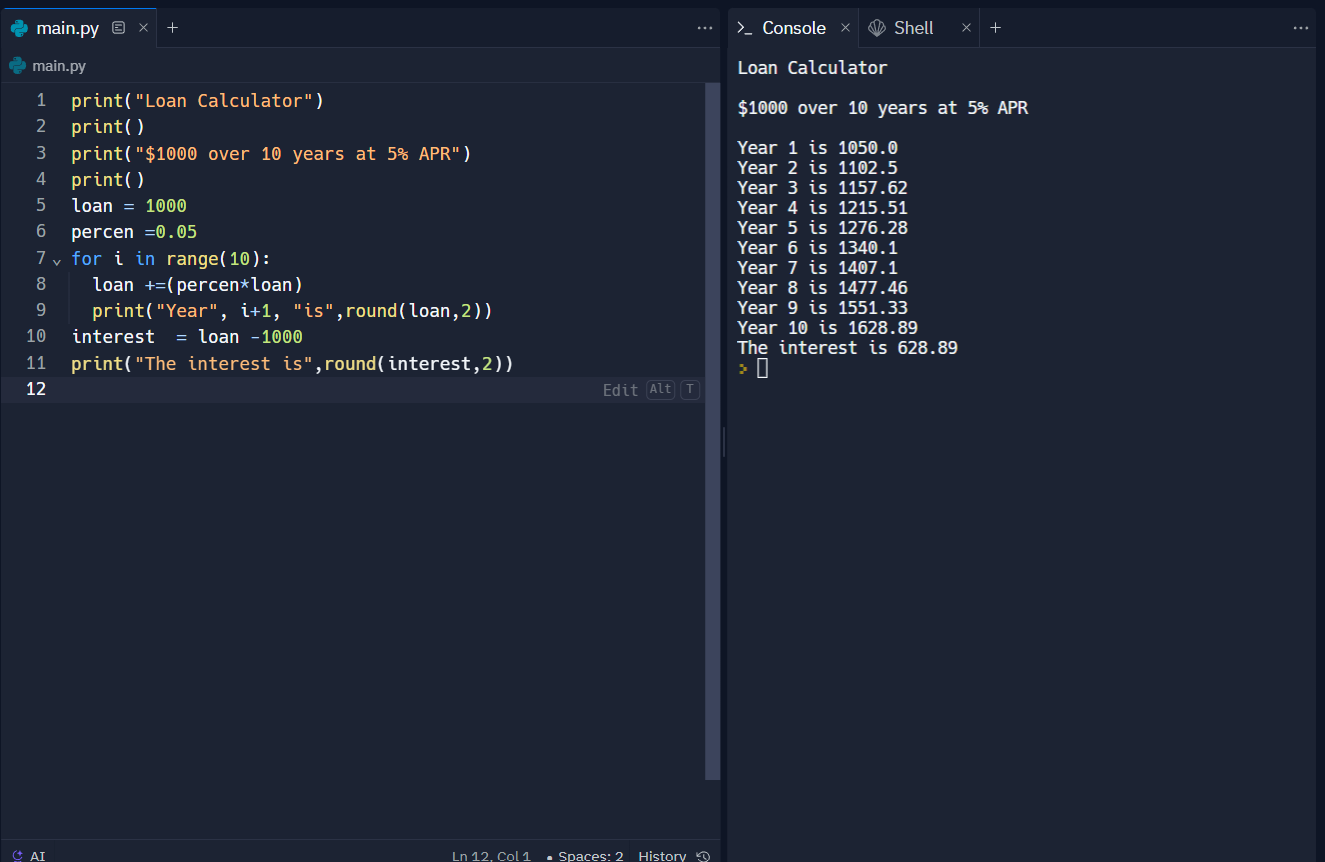 main.py
main.py
1 print("Loan Calculator")
2 print()
3 print("$1000 over 10 years at 5% APR")
4 print()
5 loan = 1000
6 percen =0.05
7 for i in range(10):
8 loan +=(percen*loan)
9 print("Year", i+1, "is",round(loan,2))
10 interest  = loan -1000
11 print("The interest is",round(interest,2))
12 Edit Alt T
AI Ln 12, Col 1 • Spaces: 2 History
Console Shell
Loan Calculator
$1000 over 10 years at 5% APR
Year 1 is 1050.0
Year 2 is 1102.5
Year 3 is 1157.62
Year 4 is 1215.51
Year 5 is 1276.28
Year 6 is 1340.1
Year 7 is 1407.1
Year 8 is 1477.46
Year 9 is 1551.33
Year 10 is 1628.89
The interest is 628.89